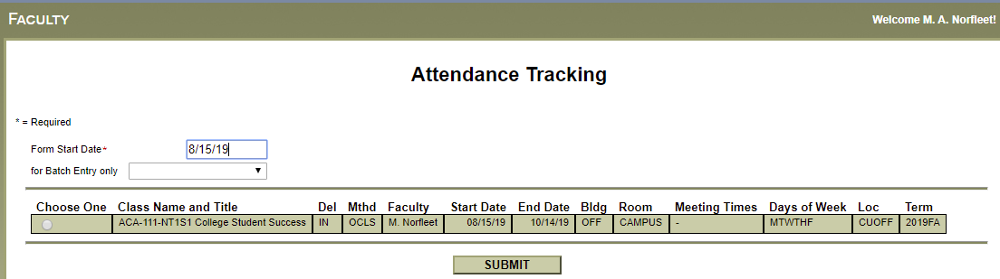 FACULTY
Welcome M. A. Norfleet!
Attendance Tracking
* = Required
Form Start Date* 8/15/19
for Batch Entry only
Choose One Class Name and Title Del Mthd Faculty Start Date End Date Bldg Room Meeting Times Days of Week Loc Term
ACA-111-NT1S1 College Student Success IN OCLS M. Norfleet 08/15/19 10/14/19 OFF CAMPUS - MTWTHF CUOFF 2019FA
SUBMIT